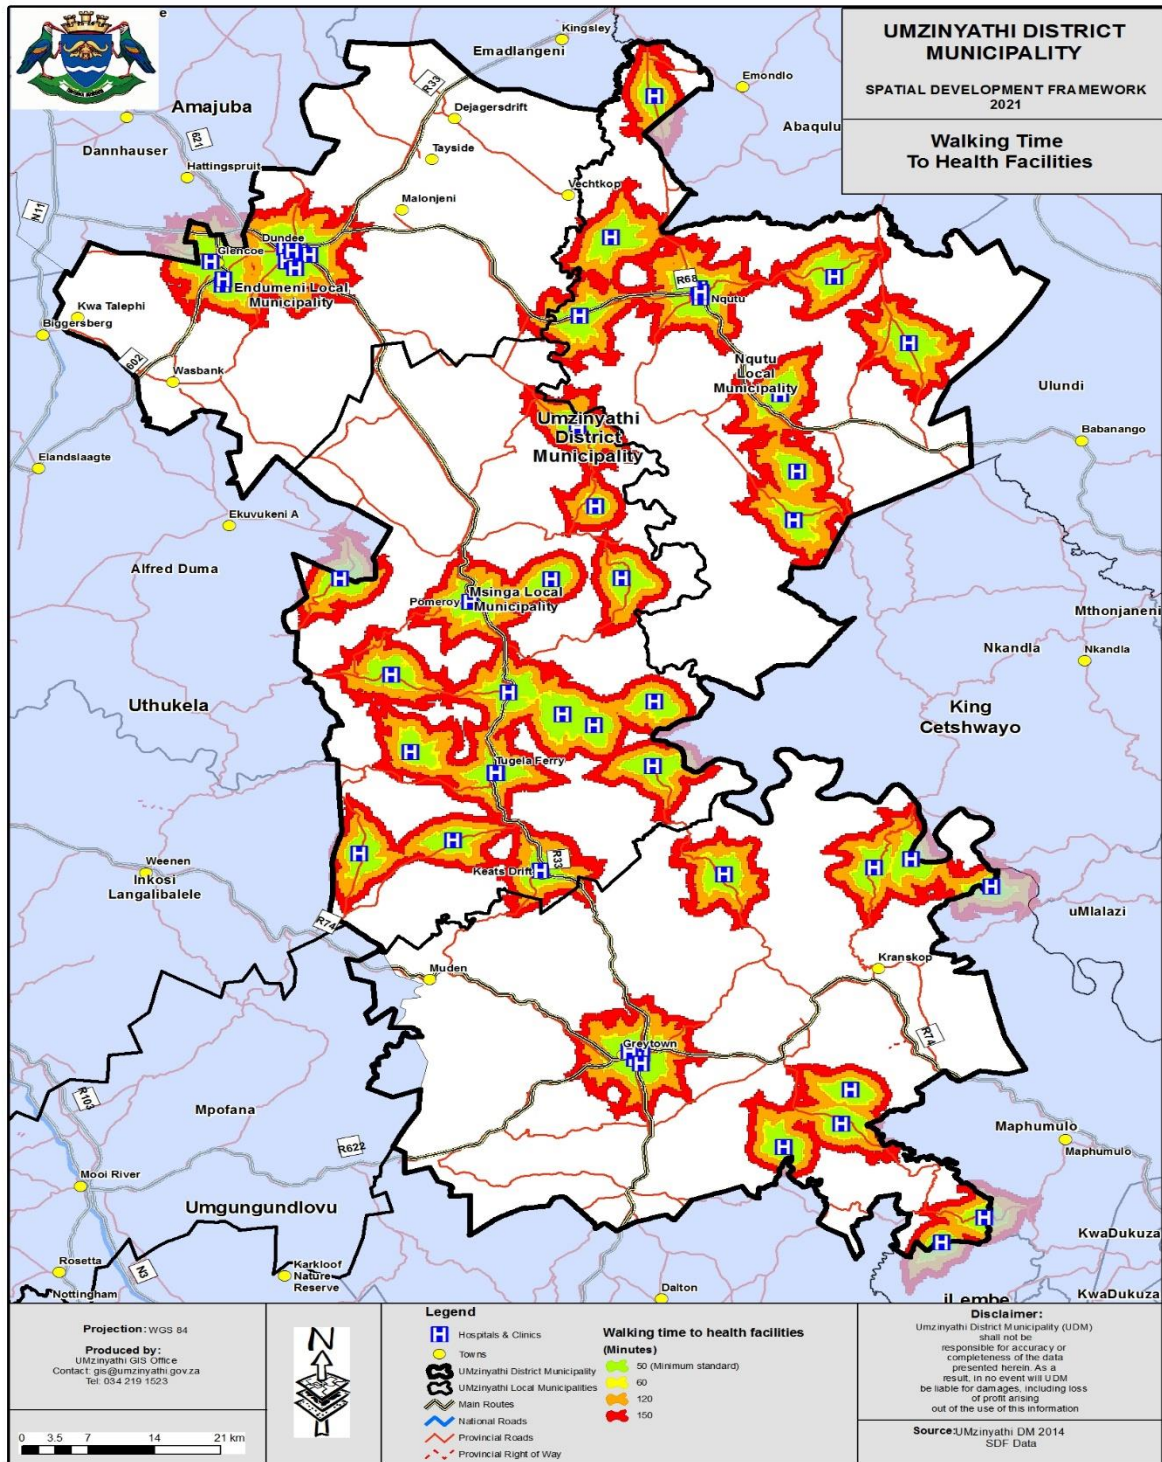 e
UMZINYATHI DISTRICT
MUNICIPALITY
SPATIAL DEVELOPMENT FRAMEWORK
2021
Walking Time
To Health Facilities
Kingsley
Emadlangeni
R33
Emondlo
Amajuba
Dejagersdrift
Abaqulu
621
Dannhauser
Tayside
Hattingspruit
Vechtkop
N11
Malonjeni
Dundee
Glencoe
R68
Endumeni Local
Municipality
Nqutu
Kwa Talephi
Biggersberg
602
Wasbank
Nqutu
Local
Municipality
Ulundi
Umzinyathi
District
Municipality
Babanango
Elandslaagte
Ekuvukeni A
Alfred Duma
Pomeroy
Msinga Local
Municipality
Mthonjaneni
Nkandla
Nkandla
Uthukela
King
Cetshwayo
Tugela Ferry
R33
Weenen
Inkosi
Langalibalele
Keats Drift
uMlalazi
R74
Muden
Kranskop
R74
Greytown
R103
Mpofana
Maphumulo
Maphumulo
R622
Mooi River
Umgungundlovu
KwaDukuza
Rosetta
N3
Karkloof
Nature
Reserve
Nottingham
Dalton
iLembe
KwaDukuza
Projection: WGS 84
Produced by:
UMzinyathi GIS Office
Contact: gis@umzinyathi.gov.za
Tel: 034 219 1523
0 3.5 7 14 21 km
N
Legend
H Hospitals & Clinics
Towns
UMzinyathi District Municipality
UMzinyathi Local Municipalities
Main Routes
National Roads
Provincial Roads
Provincial Right of Way
Walking time to health facilities
(Minutes)
50 (Minimum standard)
60
120
150
Disclaimer:
Umzinyathi District Municipality (UDM)
shall not be
responsible for accuracy or
completeness of the data
presented herein. As a
result, in no event will UDM
be liable for damages, including loss
of profit arising
out of the use of this information
Source:UMzinyathi DM 2014
SDF Data